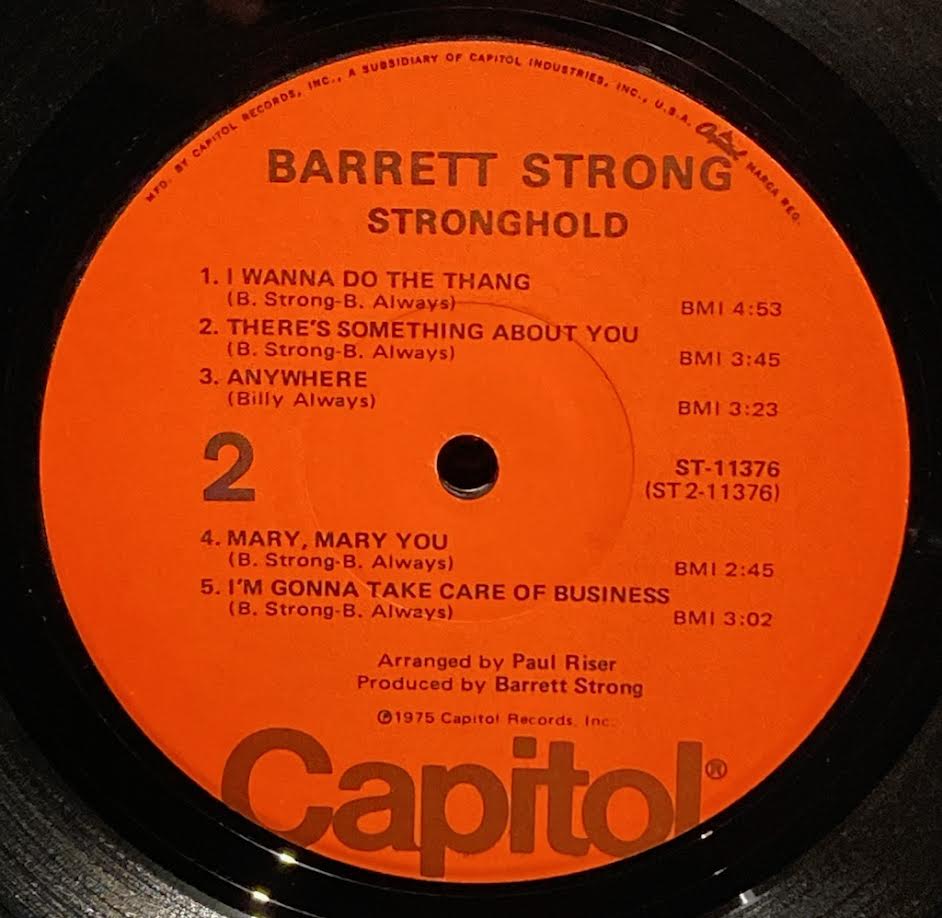 MFD. BY CAPITOL RECORDS, INC., A SUBSIDIARY OF CAPITOL INDUSTRIES, INC., U.S.A. Capitol MARCA REG.
BARRETT STRONG
STRONGHOLD
1. I WANNA DO THE THANG
(B. Strong-B. Always) BMI 4:53
2. THERE'S SOMETHING ABOUT YOU
(B. Strong-B. Always) BMI 3:45
3. ANYWHERE
(Billy Always) BMI 3:23
2
ST-11376
(ST 2-11376)
4. MARY, MARY YOU
(B. Strong-B. Always) BMI 2:45
5. I'M GONNA TAKE CARE OF BUSINESS
(B. Strong-B. Always) BMI 3:02
Arranged by Paul Riser
Produced by Barrett Strong
℗1975 Capitol Records, Inc.
Capitol®